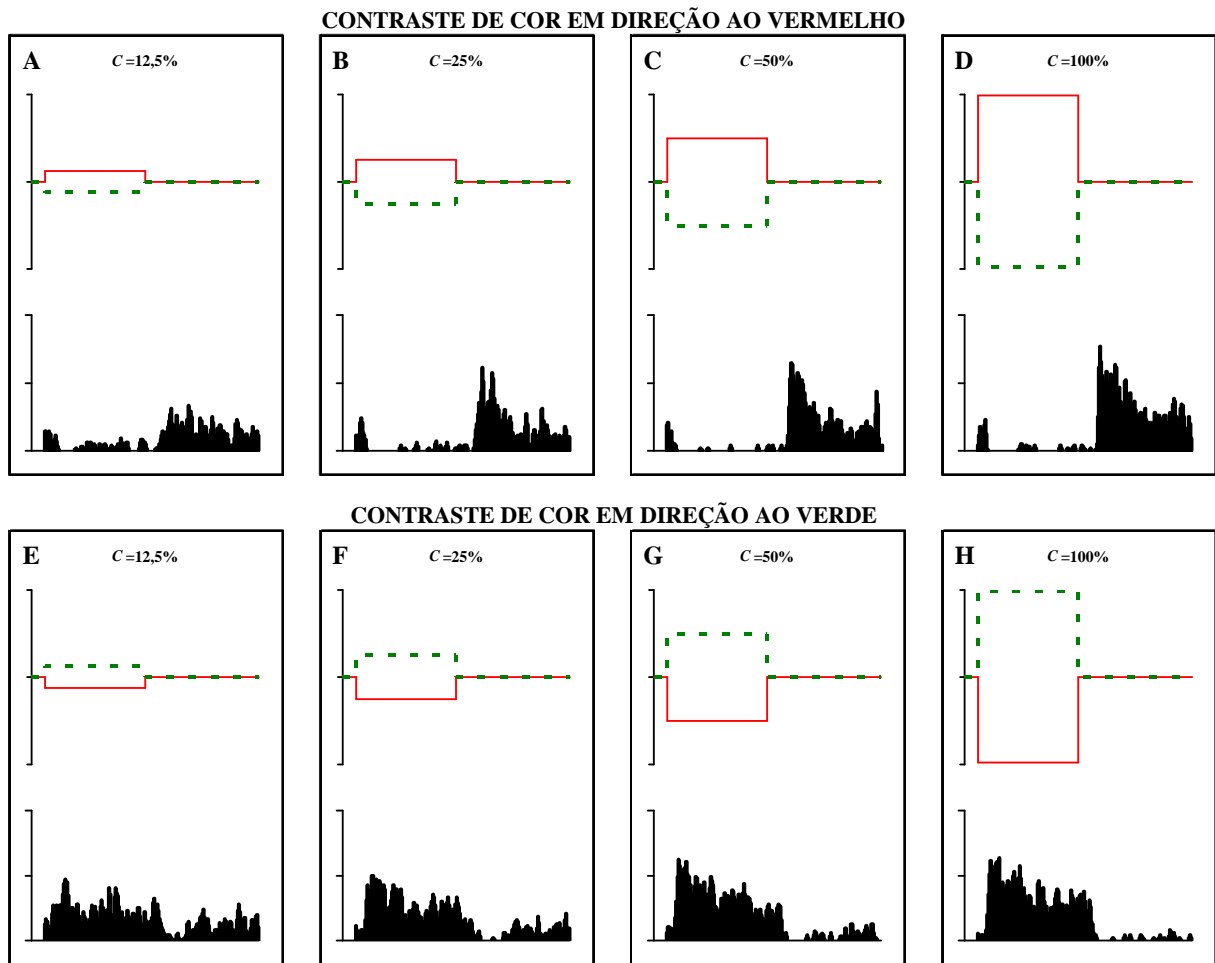 CONTRASTE DE COR EM DIREÇÃO AO VERMELHO
A C=12,5%
B C=25%
C C=50%
D C=100%
CONTRASTE DE COR EM DIREÇÃO AO VERDE
E C=12,5%
F C=25%
G C=50%
H C=100%